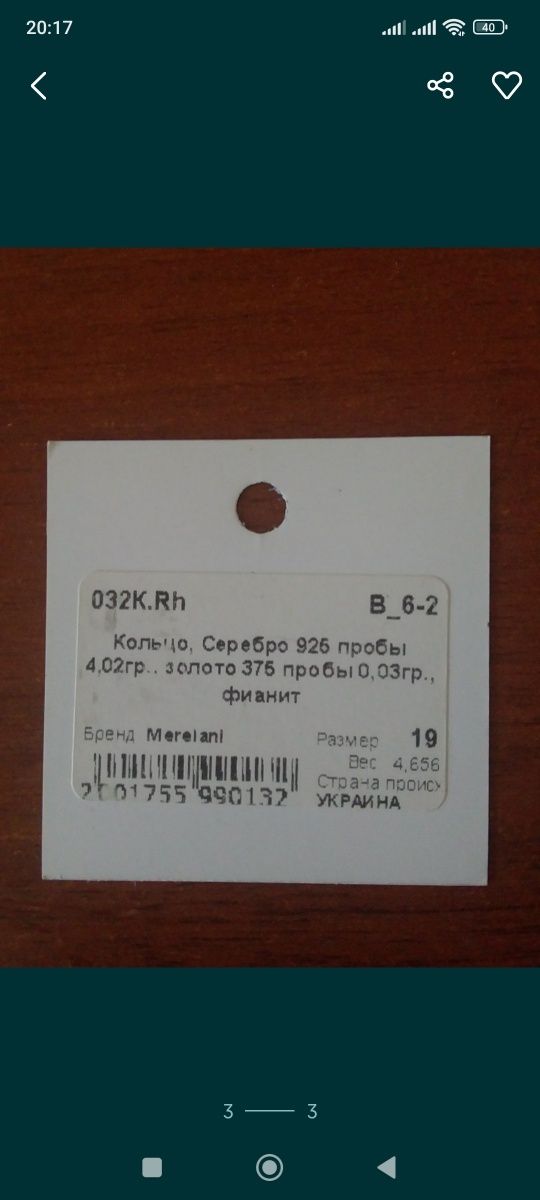 20:17
40
032K.Rh
B_6-2
Кольцо, Серебро 925 пробы
4,02гр.. золото 375 пробы 0,03гр.,
фианит
Бренд Merelani
Размер 19
Вес 4,656
Страна происх
УКРАИНА
2001755 990132
3
3